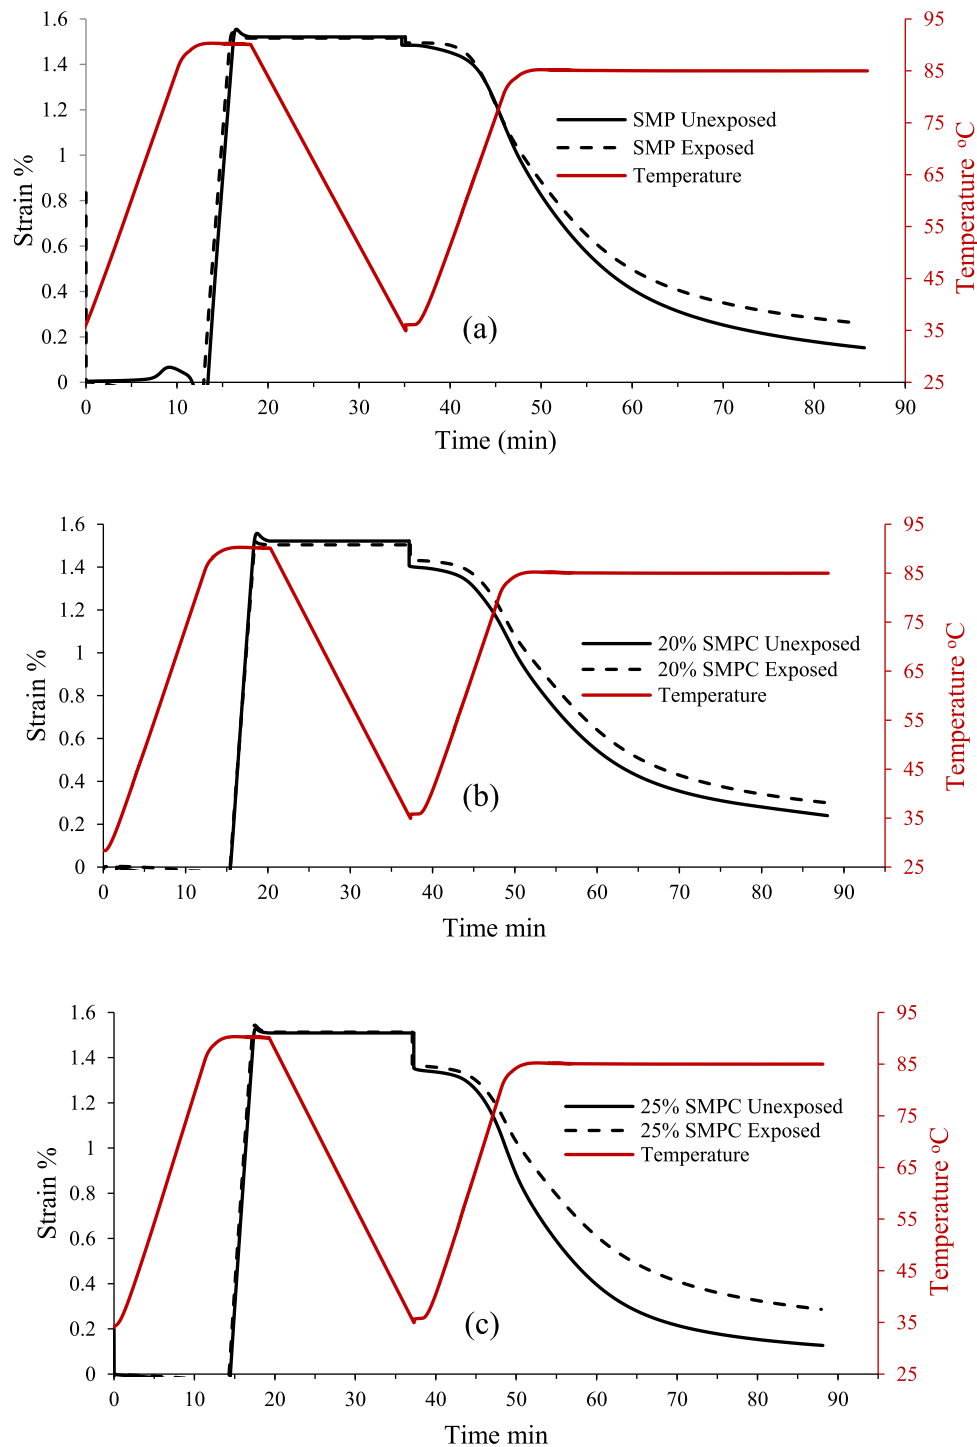 1.6
1.4
1.2
1
0.8
0.6
0.4
0.2
0
Strain %
95
85
75
65
55
45
35
25
Temperature ºC
SMP Unexposed
SMP Exposed
Temperature
(a)
0 10 20 30 40 50 60 70 80 90
Time (min)
1.6
1.4
1.2
1
0.8
0.6
0.4
0.2
0
Strain %
95
85
75
65
55
45
35
25
Temperature ºC
20% SMPC Unexposed
20% SMPC Exposed
Temperature
(b)
0 10 20 30 40 50 60 70 80 90
Time min
1.6
1.4
1.2
1
0.8
0.6
0.4
0.2
0
Strain %
95
85
75
65
55
45
35
25
Temperature ºC
25% SMPC Unexposed
25% SMPC Exposed
Temperature
(c)
0 10 20 30 40 50 60 70 80 90
Time min